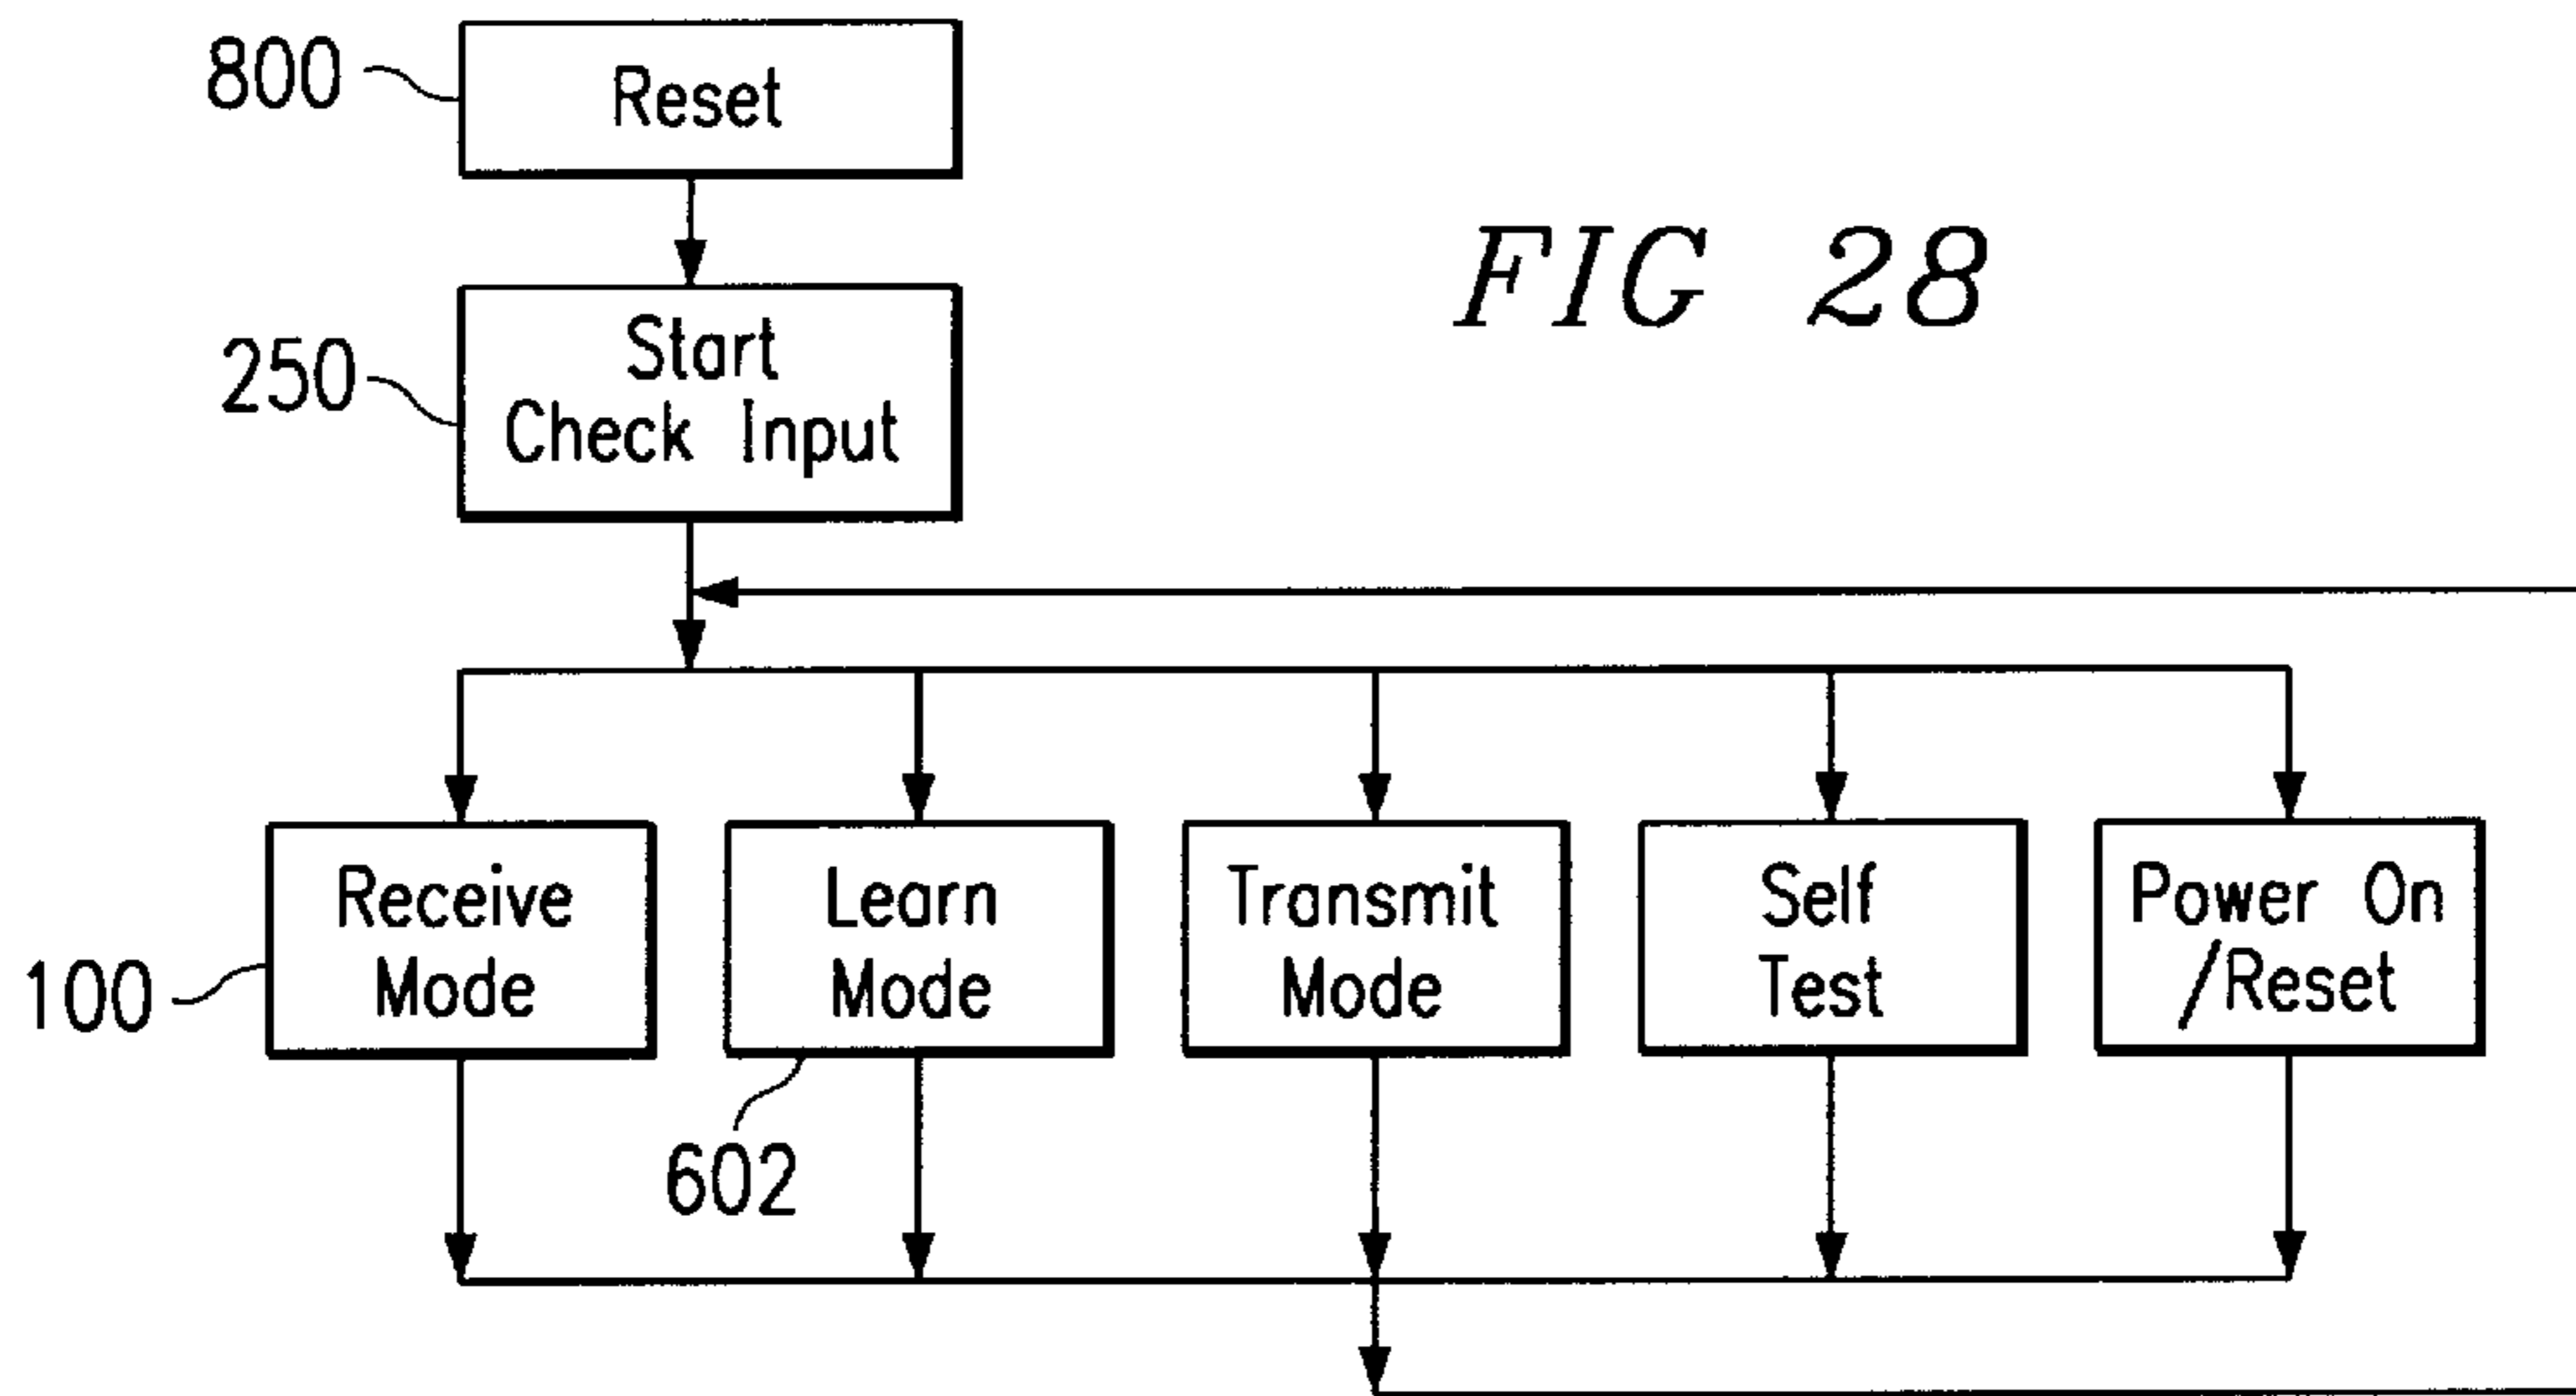 800
Reset
FIG 28
250
Start
Check Input
100
Receive
Mode
Learn
Mode
602
Transmit
Mode
Self
Test
Power On
/Reset